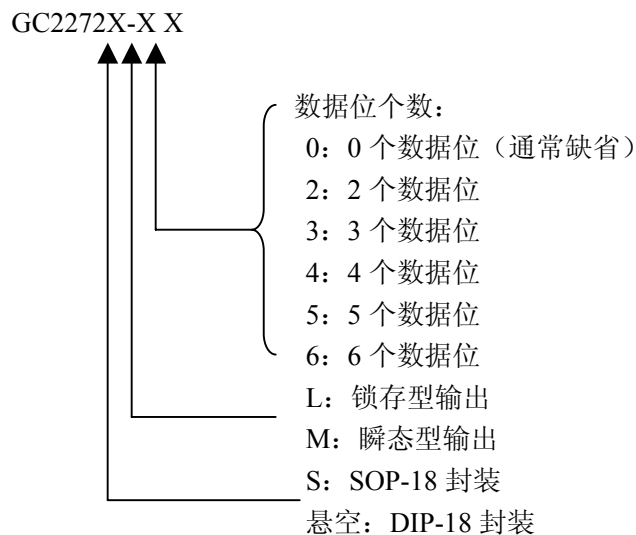 GC2272X-X X
数据位个数：
0：0 个数据位（通常缺省）
2：2 个数据位
3：3 个数据位
4：4 个数据位
5：5 个数据位
6：6 个数据位
L：锁存型输出
M：瞬态型输出
S：SOP-18 封装
悬空：DIP-18 封装